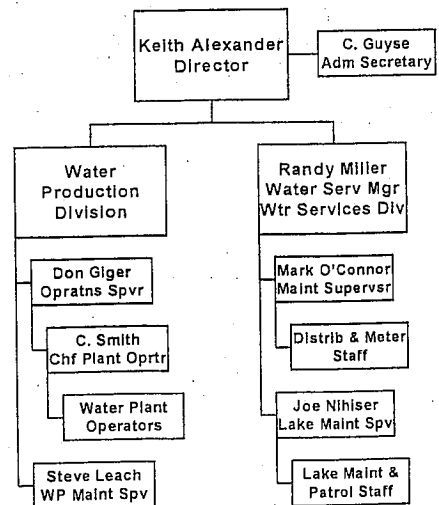 Keith Alexander
Director
C. Guyse
Adm Secretary
Water
Production
Division
Randy Miller
Water Serv Mgr
Wtr Services Div
Don Giger
Opratns Spvr
Mark O'Connor
Maint Supervsr
C. Smith
Chf Plant Oprtr
Distrib & Meter
Staff
Water Plant
Operators
Joe Nihiser
Lake Maint Spv
Steve Leach
WP Maint Spv
Lake Maint &
Patrol Staff